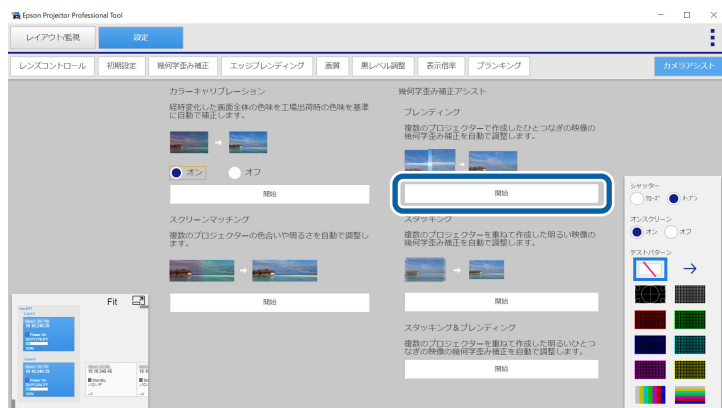 Epson Projector Professional Tool
レイアウト/監視
設定
レンズコントロール
初期設定
幾何学歪み補正
エッジブレンディング
画質
黒レベル調整
表示倍率
ブランキング
カメラアシスト
カラーキャリブレーション
経時変化した画面全体の色味を工場出荷時の色味を基準
に自動で補正します。
オン
オフ
開始
スクリーンマッチング
複数のプロジェクターの色合いや明るさを自動で調整し
ます。
開始
幾何学歪み補正アシスト
ブレンディング
複数のプロジェクターで作成したひとつなぎの映像の
幾何学歪み補正を自動で調整します。
開始
スタッキング
複数のプロジェクターを重ねて作成した明るい映像の
幾何学歪み補正を自動で調整します。
開始
スタッキング&ブレンディング
複数のプロジェクターを重ねて作成した明るいひとつ
なぎの映像の幾何学歪み補正を自動で調整します。
開始
シャッター
クローズ
オープン
オンスクリーン
オン
オフ
テストパターン
Fit
Layer1
Power On
Layer2
Power On
Standby